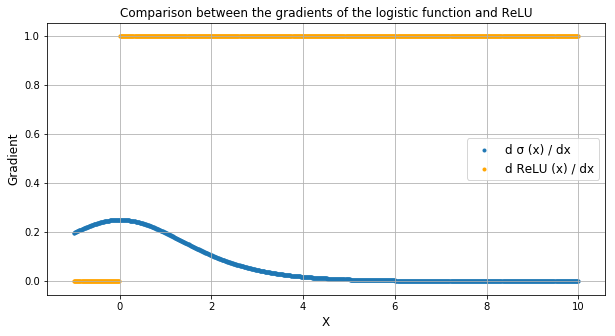 Comparison between the gradients of the logistic function and ReLU
1.0
0.8
0.6
0.4
0.2
0.0
Gradient
d σ (x) / dx
d ReLU (x) / dx
0 2 4 6 8 10
X